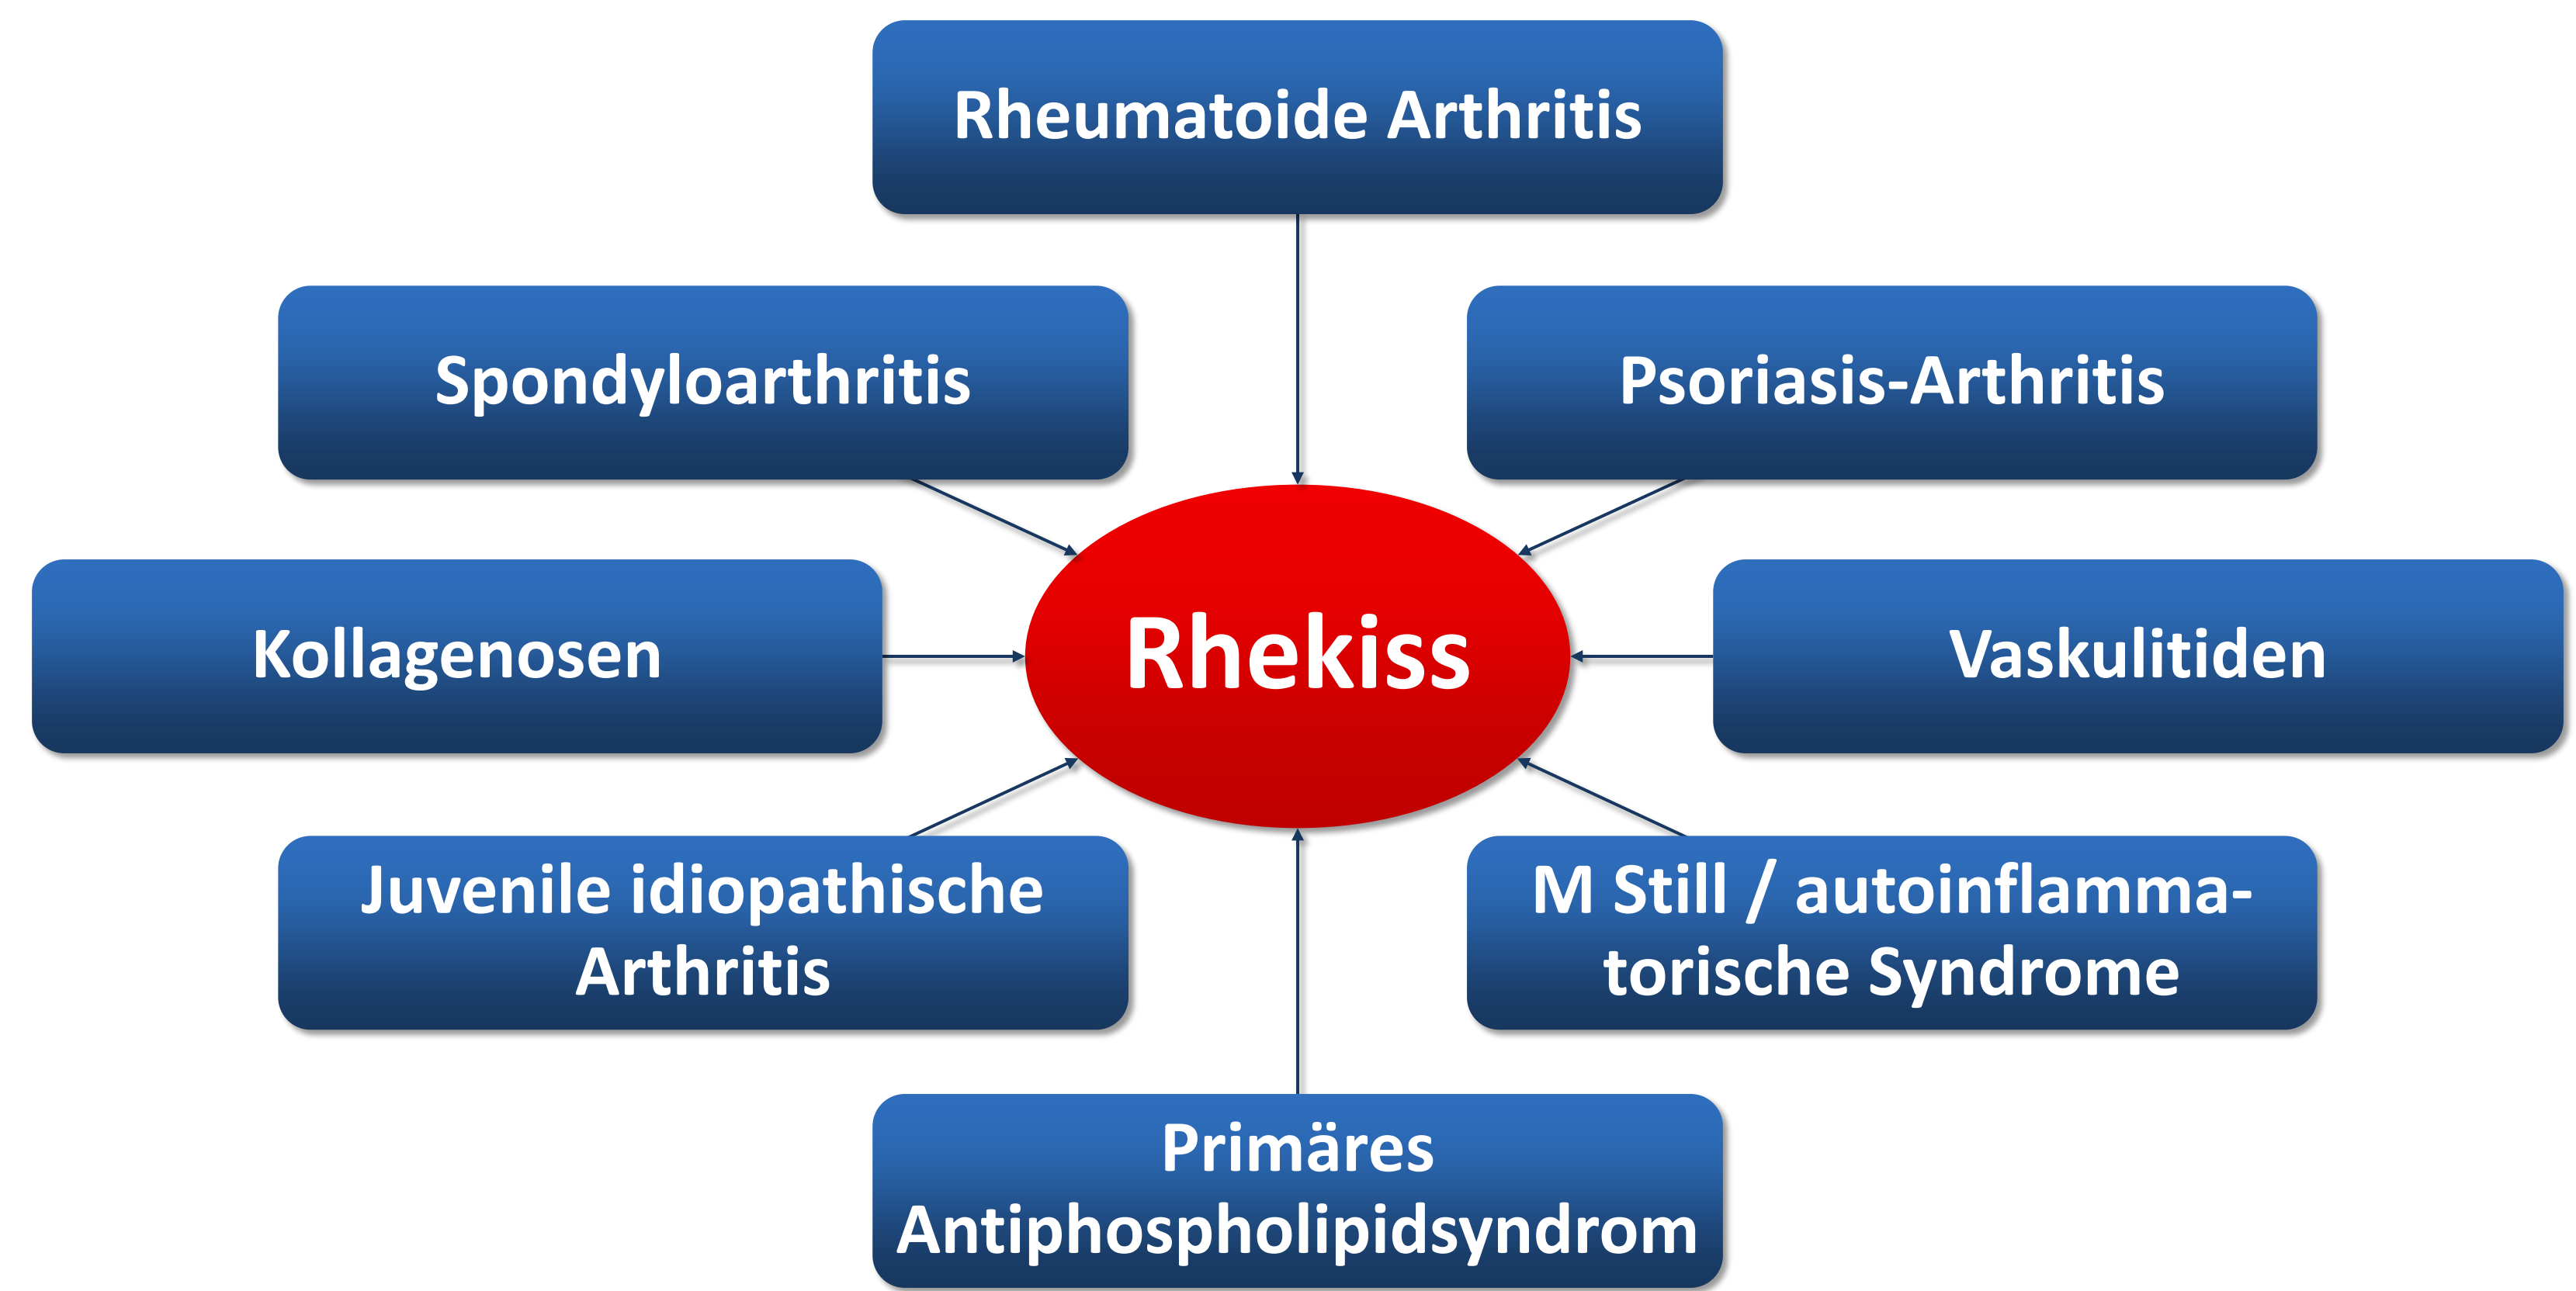 Rheumatoide Arthritis
Spondyloarthritis
Psoriasis-Arthritis
Kollagenosen
Rhekiss
Vaskulitiden
Juvenile idiopathische
Arthritis
M Still / autoinflamma-
torische Syndrome
Primäres
Antiphospholipidsyndrom